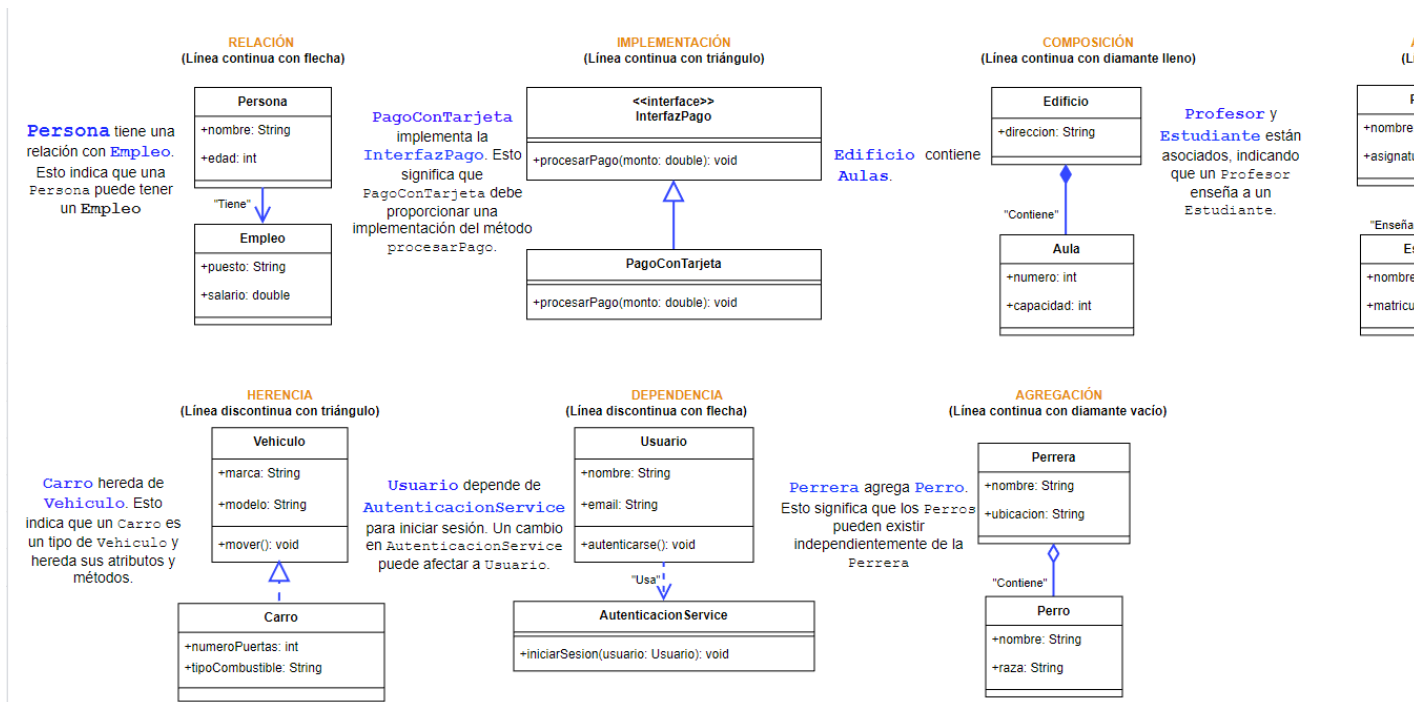 RELACIÓN
(Línea continua con flecha)
Persona tiene una
relación con Empleo.
Esto indica que una
Persona puede tener
un Empleo
Persona
+nombre: String
+edad: int
"Tiene"
Empleo
+puesto: String
+salario: double
IMPLEMENTACIÓN
(Línea continua con triángulo)
PagoConTarjeta
implementa la
InterfazPago. Esto
significa que
PagoConTarjeta debe
proporcionar una
implementación del método
procesarPago.
<<interface>>
InterfazPago
+procesarPago(monto: double): void
PagoConTarjeta
+procesarPago(monto: double): void
COMPOSICIÓN
(Línea continua con diamante lleno)
Edificio contiene
Aulas.
Edificio
+direccion: String
"Contiene"
Aula
+numero: int
+capacidad: int
Profesor y
Estudiante están
asociados, indicando
que un Profesor
enseña a un
Estudiante.
+nombre
"Enseña
+nombre
HERENCIA
(Línea discontinua con triángulo)
Carro hereda de
Vehiculo. Esto
indica que un Carro es
un tipo de Vehiculo y
hereda sus atributos y
métodos.
Vehiculo
+marca: String
+modelo: String
+mover(): void
Carro
+numeroPuertas: int
+tipoCombustible: String
DEPENDENCIA
(Línea discontinua con flecha)
Usuario depende de
AutenticacionService
para iniciar sesión. Un cambio
en AutenticacionService
puede afectar a Usuario.
Usuario
+nombre: String
+email: String
+autenticarse(): void
"Usa"
AutenticacionService
+iniciarSesion(usuario: Usuario): void
AGREGACIÓN
(Línea continua con diamante vacío)
Perrera agrega Perro.
Esto significa que los Perros
pueden existir
independientemente de la
Perrera
Perrera
+nombre: String
+ubicacion: String
"Contiene"
Perro
+nombre: String
+raza: String